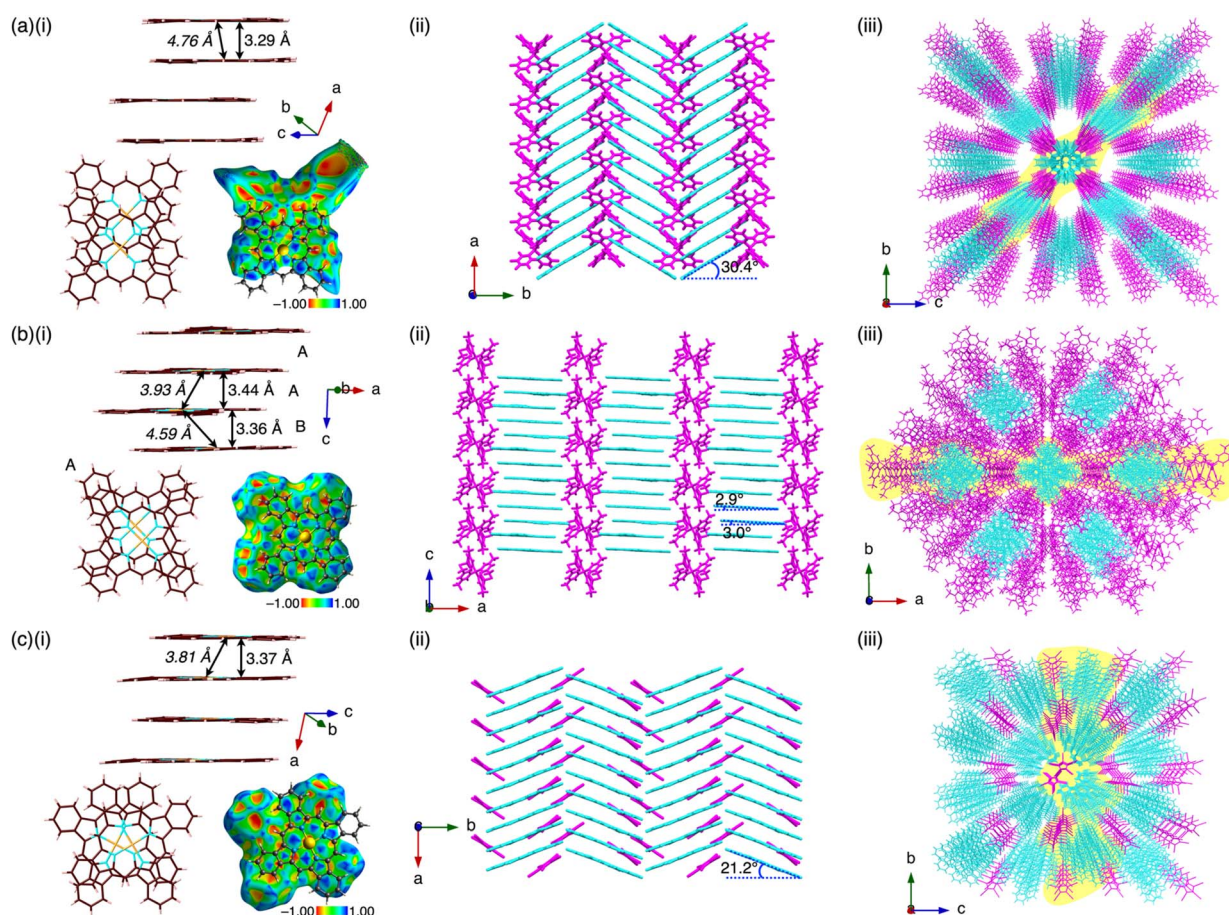 (a)(i)
4.76 Å
3.29 Å
a
b
c
−1.00
1.00
(ii)
a
b
30.4°
(iii)
b
a
c
(b)(i)
A
3.93 Å
3.44 Å
A
4.59 Å
3.36 Å
B
A
b
a
c
−1.00
1.00
(ii)
2.9°
3.0°
c
b
a
(iii)
b
c
a
(c)(i)
3.81 Å
3.37 Å
c
b
a
−1.00
1.00
(ii)
c
b
a
21.2°
(iii)
b
a
c